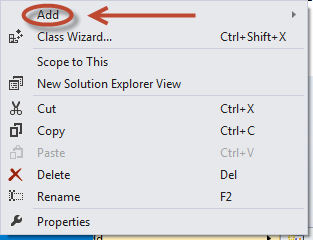 Add
Class Wizard... Ctrl+Shift+X
Scope to This
New Solution Explorer View
Cut Ctrl+X
Copy Ctrl+C
Paste Ctrl+V
Delete Del
Rename F2
Properties